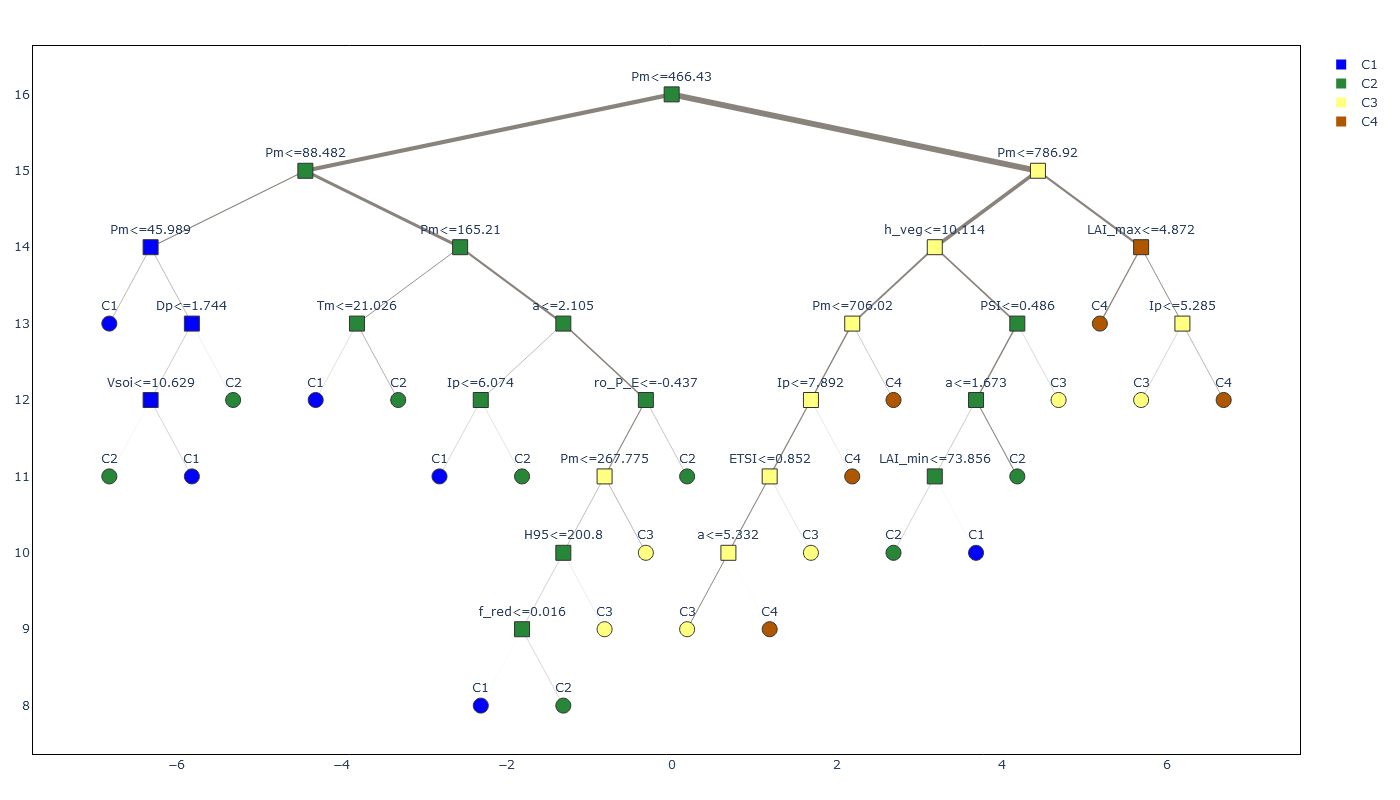 Pm<=466.43
C1
C2
C3
C4
16
Pm<=88.482
Pm<=786.92
15
Pm<=45.989
Pm<=165.21
h_veg<=10.114
LAI_max<=4.872
14
C1
Dp<=1.744
Tm<=21.026
a<=2.105
Pm<=706.02
PSI<=0.486
C4
Ip<=5.285
13
Vsoi<=10.629
C2
C1
C2
Ip<=6.074
ro_P_E<=-0.437
Ip<=7.892
C4
a<=1.673
C3
C3
C4
12
C2
C1
C1
C2
Pm<=267.775
C2
ETSI<=0.852
C4
LAI_min<=73.856
C2
11
H95<=200.8
C3
a<=5.332
C3
C2
C1
10
f_red<=0.016
C3
C3
C4
9
C1
C2
8
−6
−4
−2
0
2
4
6